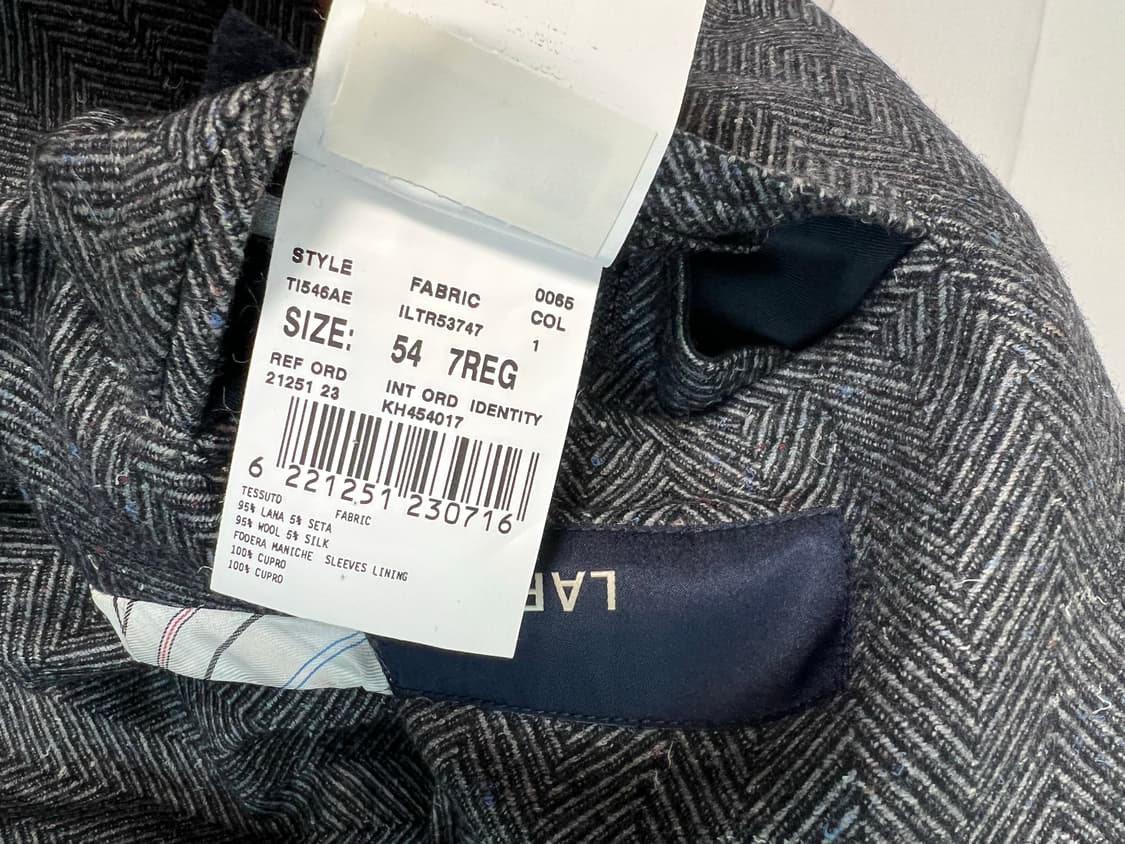 STYLE FABRIC 0065
TI546AE ILTR53747 COL
SIZE: 54 7REG 1
REF ORD INT ORD IDENTITY
21251 23 KH454017
6 221251 230716
TESSUTO FABRIC
95% LANA 5% SETA
95% WOOL 5% SILK
FODERA MANICHE SLEEVES LINING
100% CUPRO
100% CUPRO